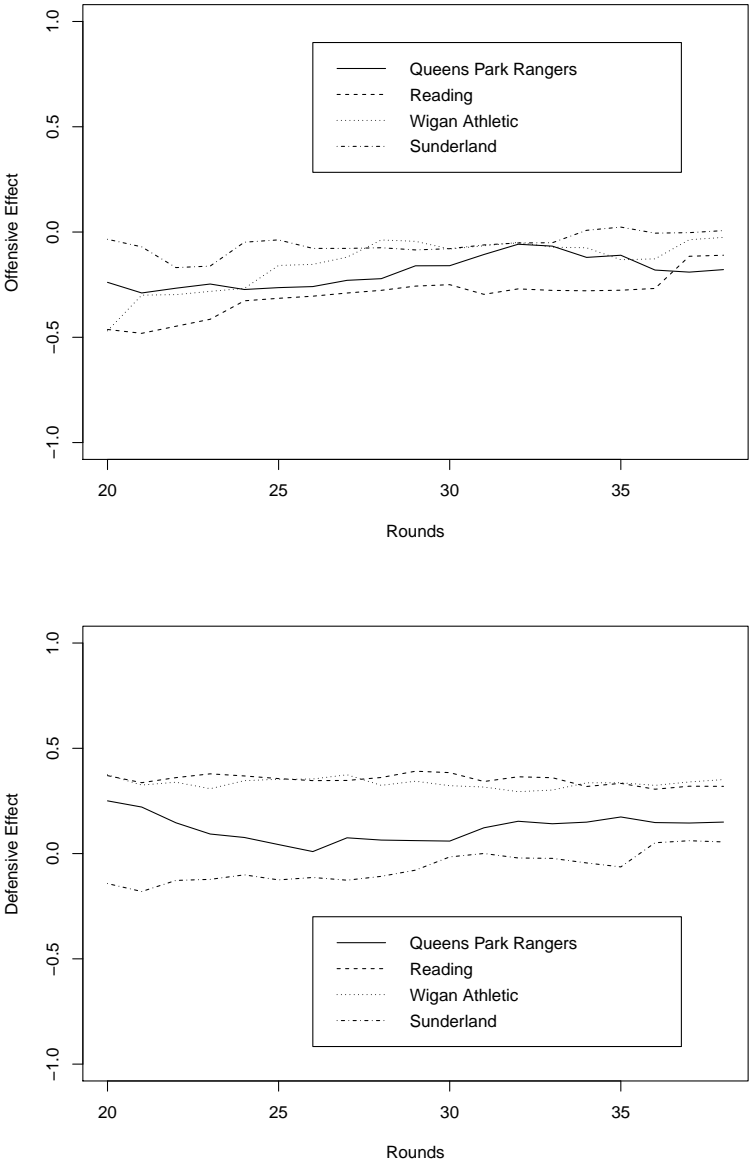 1.0
0.5
0.0
−0.5
−1.0
Offensive Effect
Queens Park Rangers
Reading
Wigan Athletic
Sunderland
20 25 30 35
Rounds
1.0
0.5
0.0
−0.5
−1.0
Defensive Effect
Queens Park Rangers
Reading
Wigan Athletic
Sunderland
20 25 30 35
Rounds